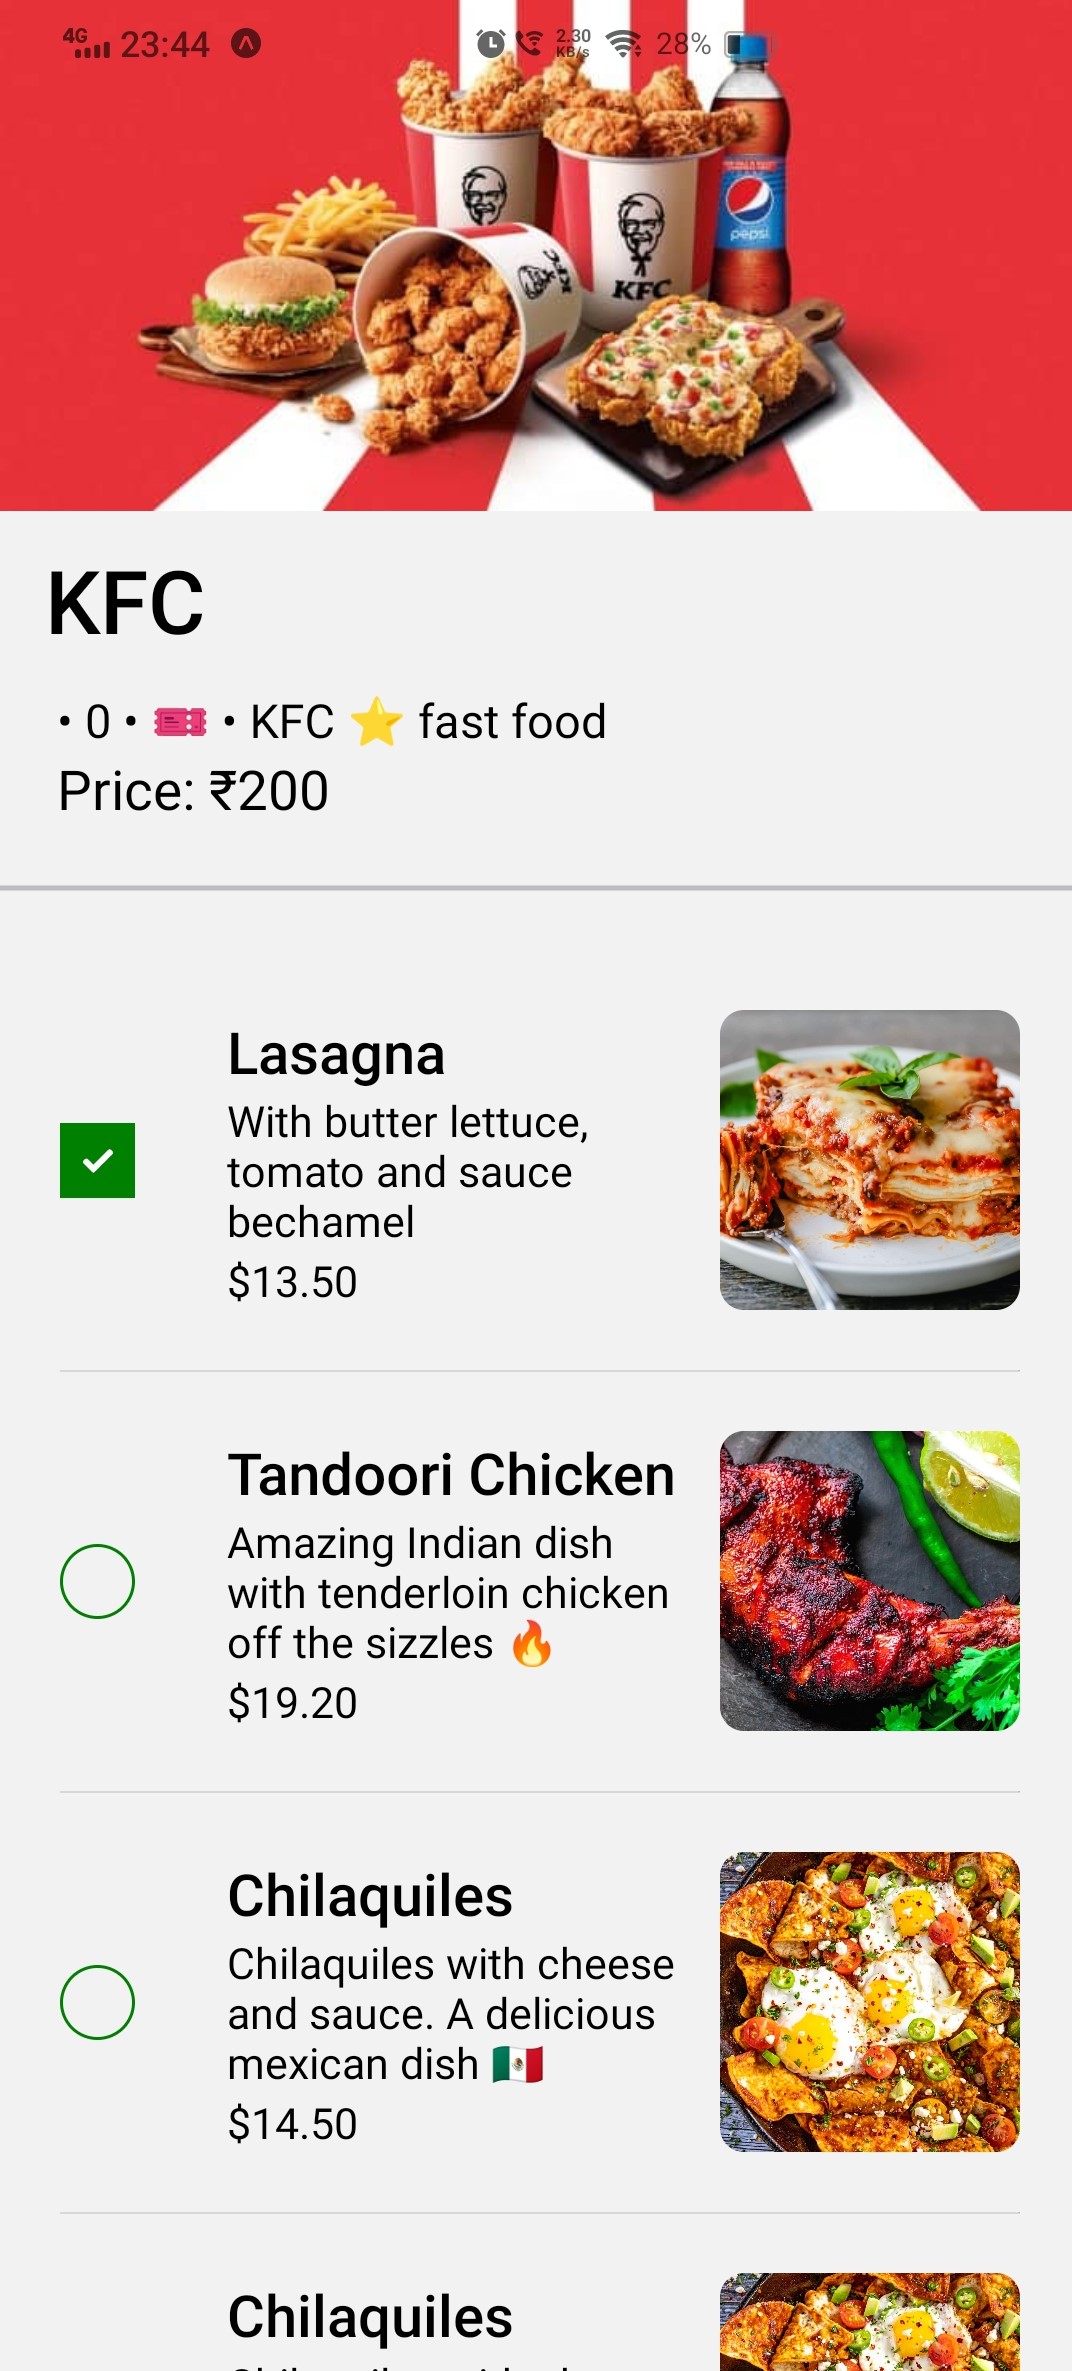 4G 23:44 2.30 KB/s 28%
KFC
pepsi
KFC
KFC
• 0 • 🎟 • KFC ⭐ fast food
Price: ₹200
Lasagna
With butter lettuce,
tomato and sauce
bechamel
$13.50
Tandoori Chicken
Amazing Indian dish
with tenderloin chicken
off the sizzles 🔥
$19.20
Chilaquiles
Chilaquiles with cheese
and sauce. A delicious
mexican dish 🇲🇽
$14.50
Chilaquiles